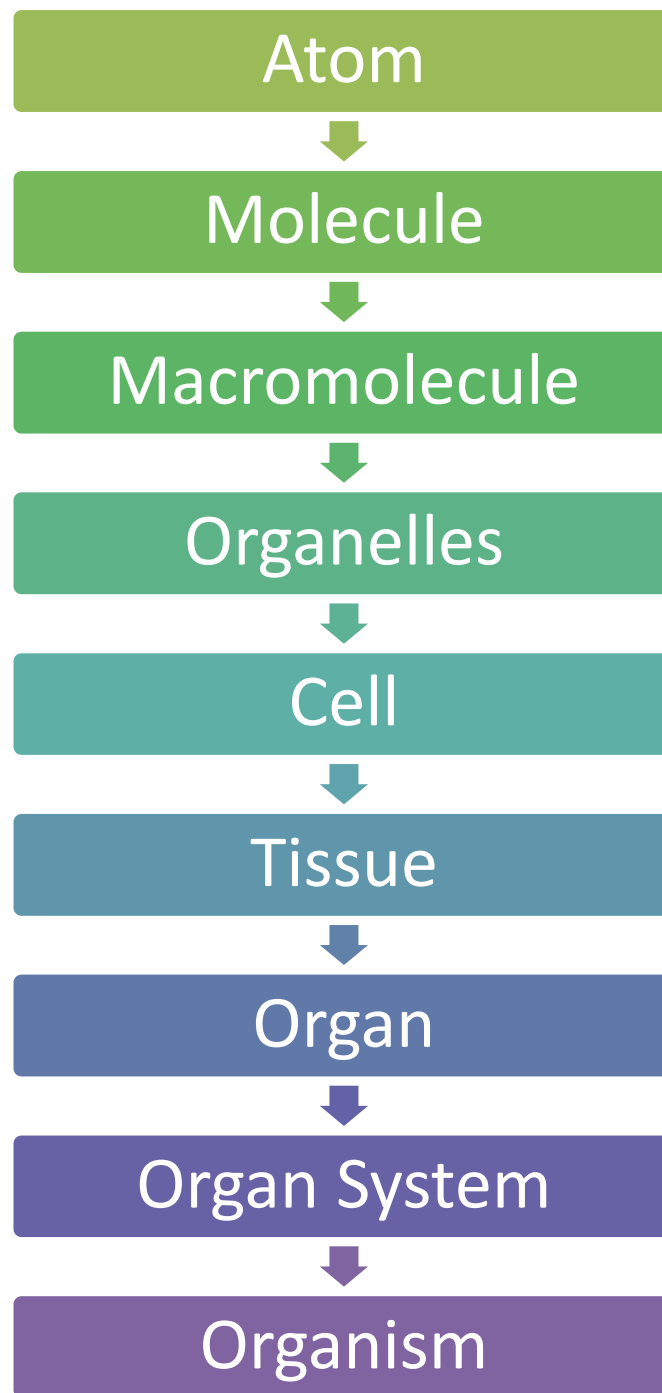 Atom
Molecule
Macromolecule
Organelles
Cell
Tissue
Organ
Organ System
Organism